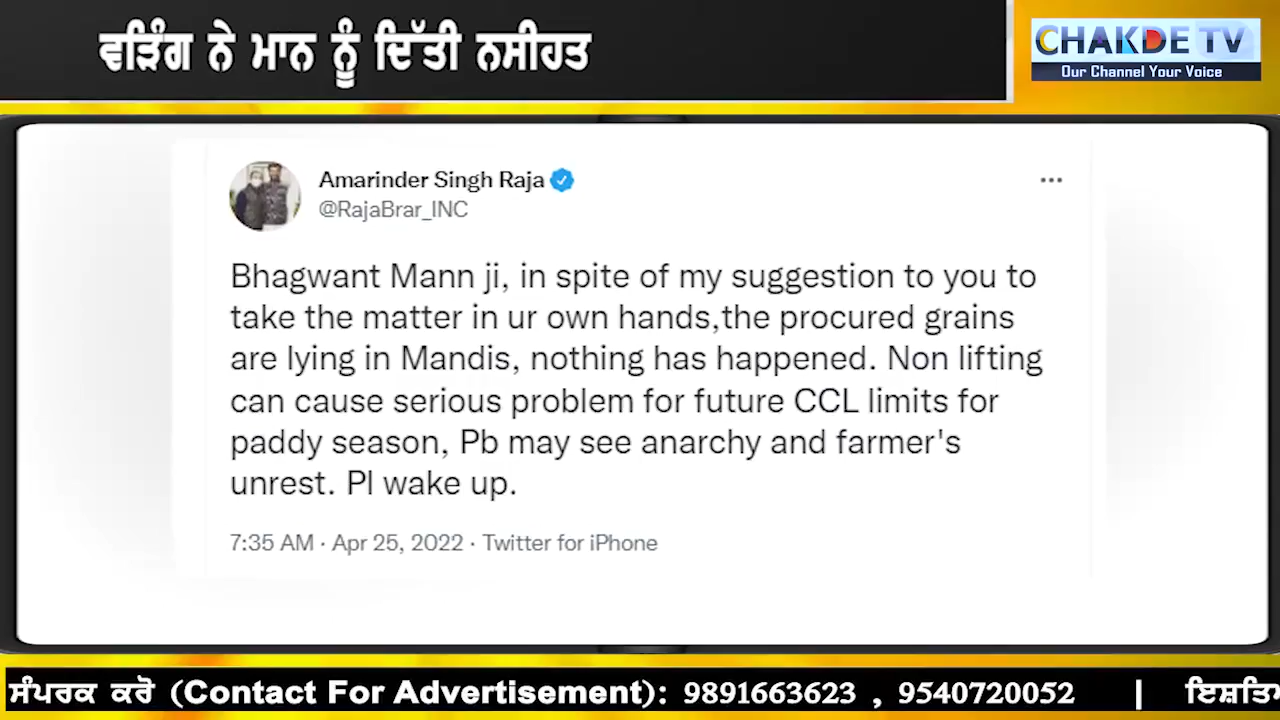 ਵੜਿੰਗ ਨੇ ਮਾਨ ਨੂੰ ਦਿੱਤੀ ਨਸੀਹਤ
CHAKDE TV
Our Channel Your Voice
Amarinder Singh Raja
@RajaBrar_INC
Bhagwant Mann ji, in spite of my suggestion to you to
take the matter in ur own hands,the procured grains
are lying in Mandis, nothing has happened. Non lifting
can cause serious problem for future CCL limits for
paddy season, Pb may see anarchy and farmer's
unrest. Pl wake up.
7:35 AM · Apr 25, 2022 · Twitter for iPhone
ਸੰਪਰਕ ਕਰੋ (Contact For Advertisement): 9891663623 , 9540720052 |